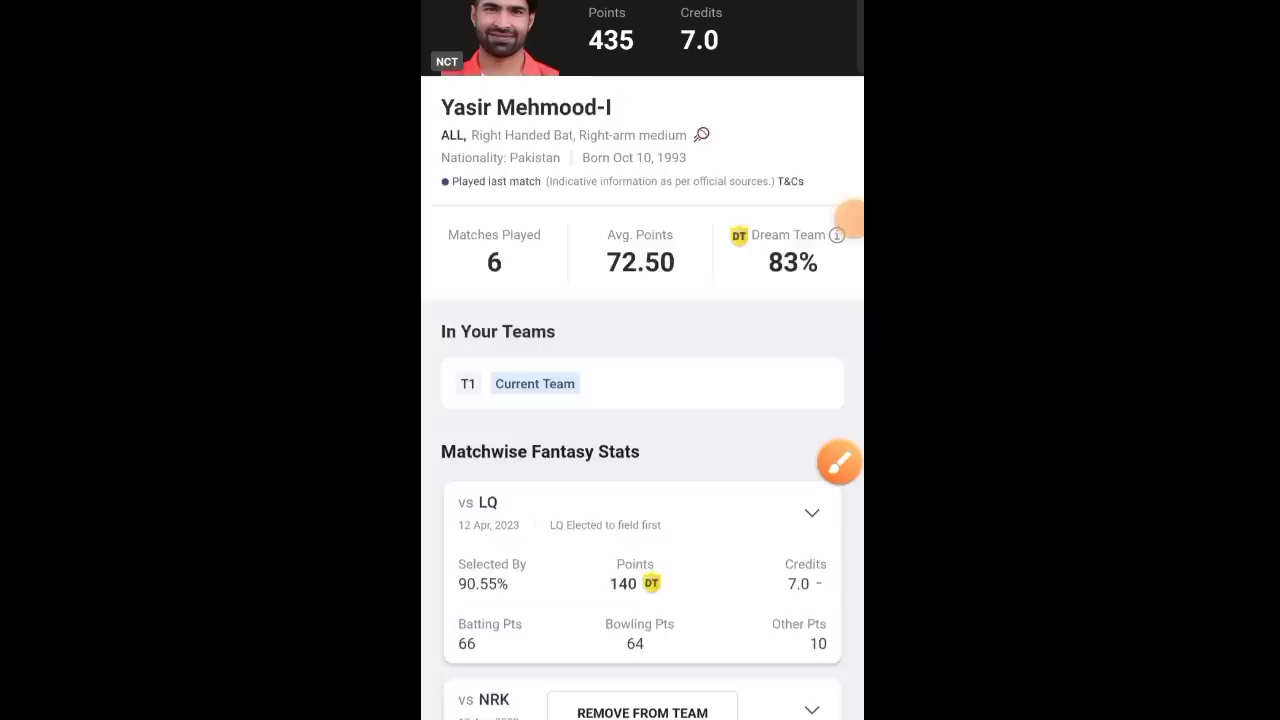 Points Credits
435 7.0
NCT
Yasir Mehmood-I
ALL, Right Handed Bat, Right-arm medium
Nationality: Pakistan Born Oct 10, 1993
Played last match (Indicative information as per official sources.) T&Cs
Matches Played Avg. Points DT Dream Team i
6 72.50 83%
In Your Teams
T1 Current Team
Matchwise Fantasy Stats
vs LQ
12 Apr, 2023 LQ Elected to field first
Selected By Points Credits
90.55% 140 DT 7.0 -
Batting Pts Bowling Pts Other Pts
66 64 10
vs NRK
REMOVE FROM TEAM